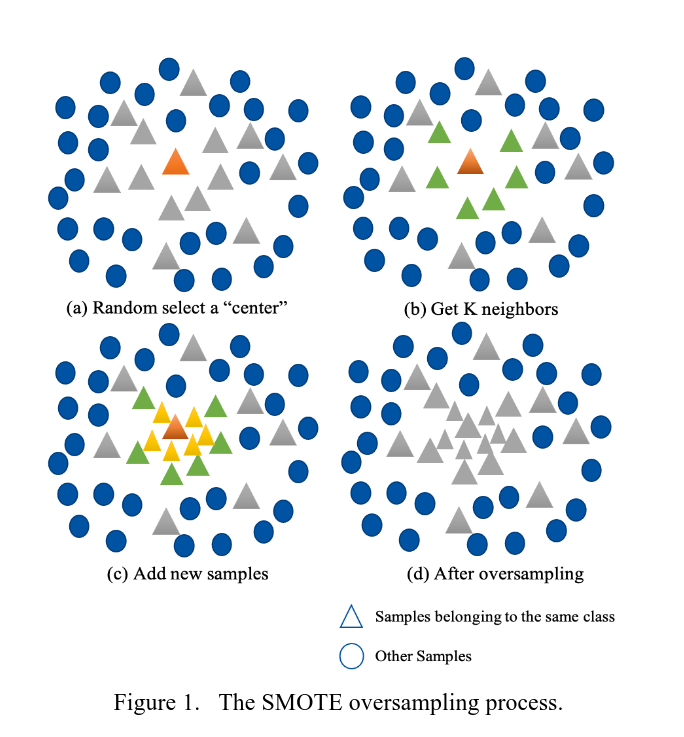 (a) Random select a “center”
(b) Get K neighbors
(c) Add new samples
(d) After oversampling
Samples belonging to the same class
Other Samples
Figure 1. The SMOTE oversampling process.